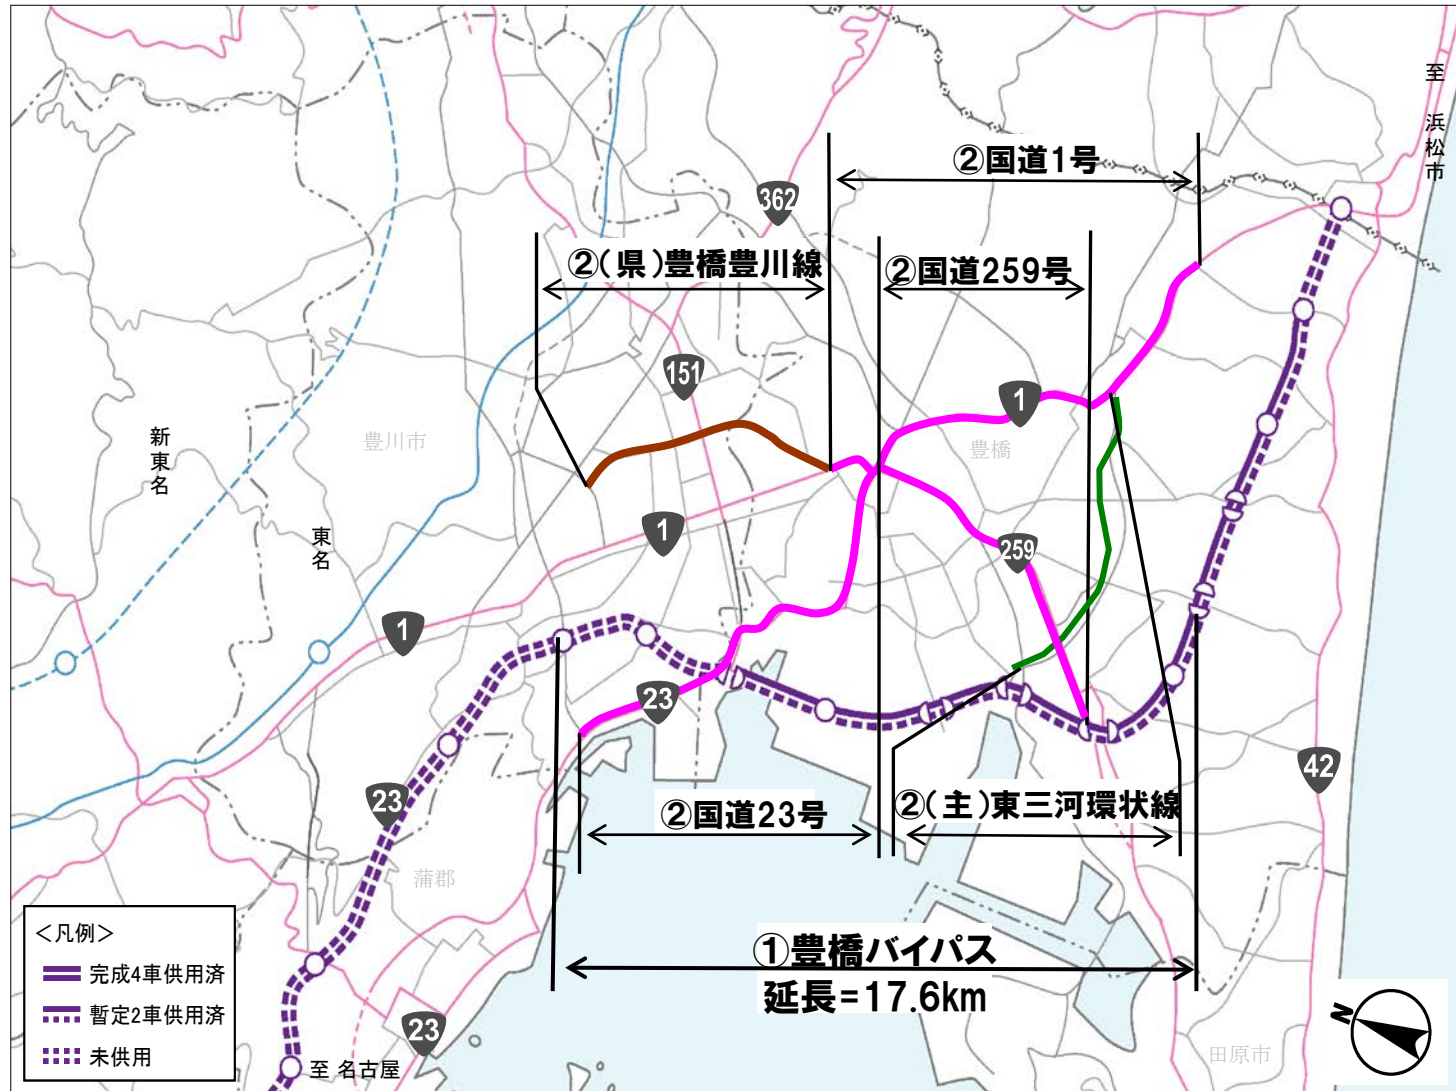 至 浜松市
②国道1号
362
②(県)豊橋豊川線
②国道259号
151
1
豊川市
豊橋
新東名
東名
1
259
1
23
42
23
②国道23号
②(主)東三河環状線
蒲郡
①豊橋バイパス
延長=17.6km
<凡例>
完成4車供用済
暫定2車供用済
未供用
23
至 名古屋
田原市
N